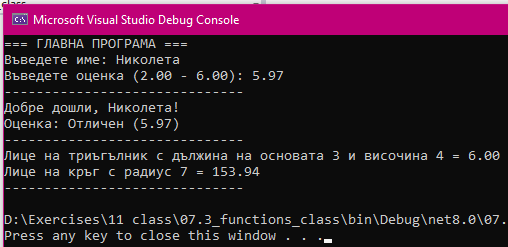 class
Microsoft Visual Studio Debug Console
=== ГЛАВНА ПРОГРАМА ===
Въведете име: Николета
Въведете оценка (2.00 - 6.00): 5.97
------------------------------
Добре дошли, Николета!
Оценка: Отличен (5.97)
------------------------------
Лице на триъгълник с дължина на основата 3 и височина 4 = 6.00
Лице на кръг с радиус 7 = 153.94
------------------------------
D:\Exercises\11 class\07.3_functions_class\bin\Debug\net8.0\07.
Press any key to close this window . . .